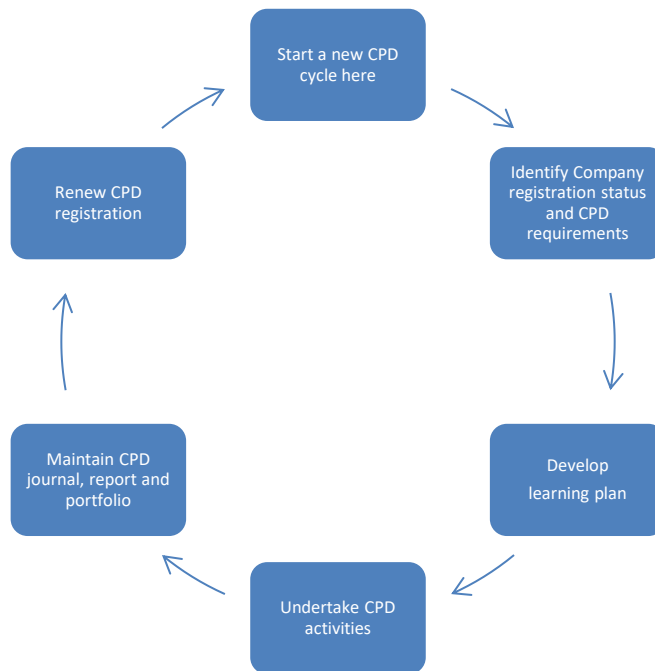 Start a new CPD
cycle here
Identify Company
registration status
and CPD
requirements
Develop
learning plan
Undertake CPD
activities
Maintain CPD
journal, report and
portfolio
Renew CPD
registration